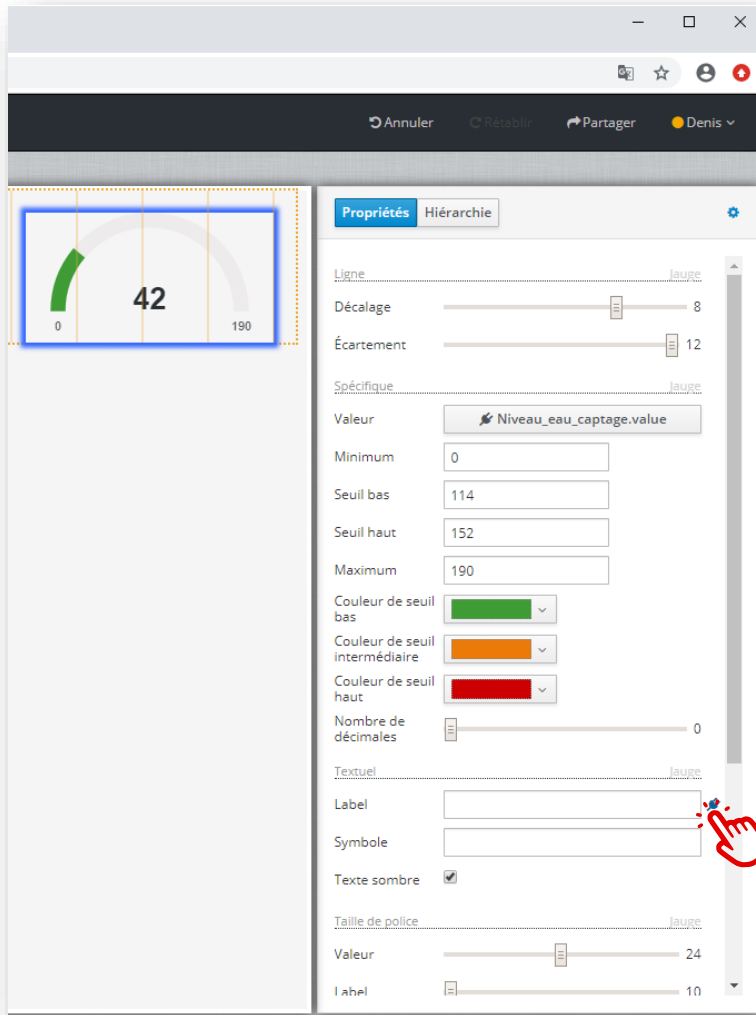 Annuler Rétablir Partager Denis
Propriétés Hiérarchie
42
0 190
Ligne Jauge
Décalage 8
Écartement 12
Spécifique Jauge
Valeur Niveau_eau_captage.value
Minimum 0
Seuil bas 114
Seuil haut 152
Maximum 190
Couleur de seuil
bas
Couleur de seuil
intermédiaire
Couleur de seuil
haut
Nombre de
décimales 0
Textuel Jauge
Label
Symbole
Texte sombre
Taille de police Jauge
Valeur 24
Label 10